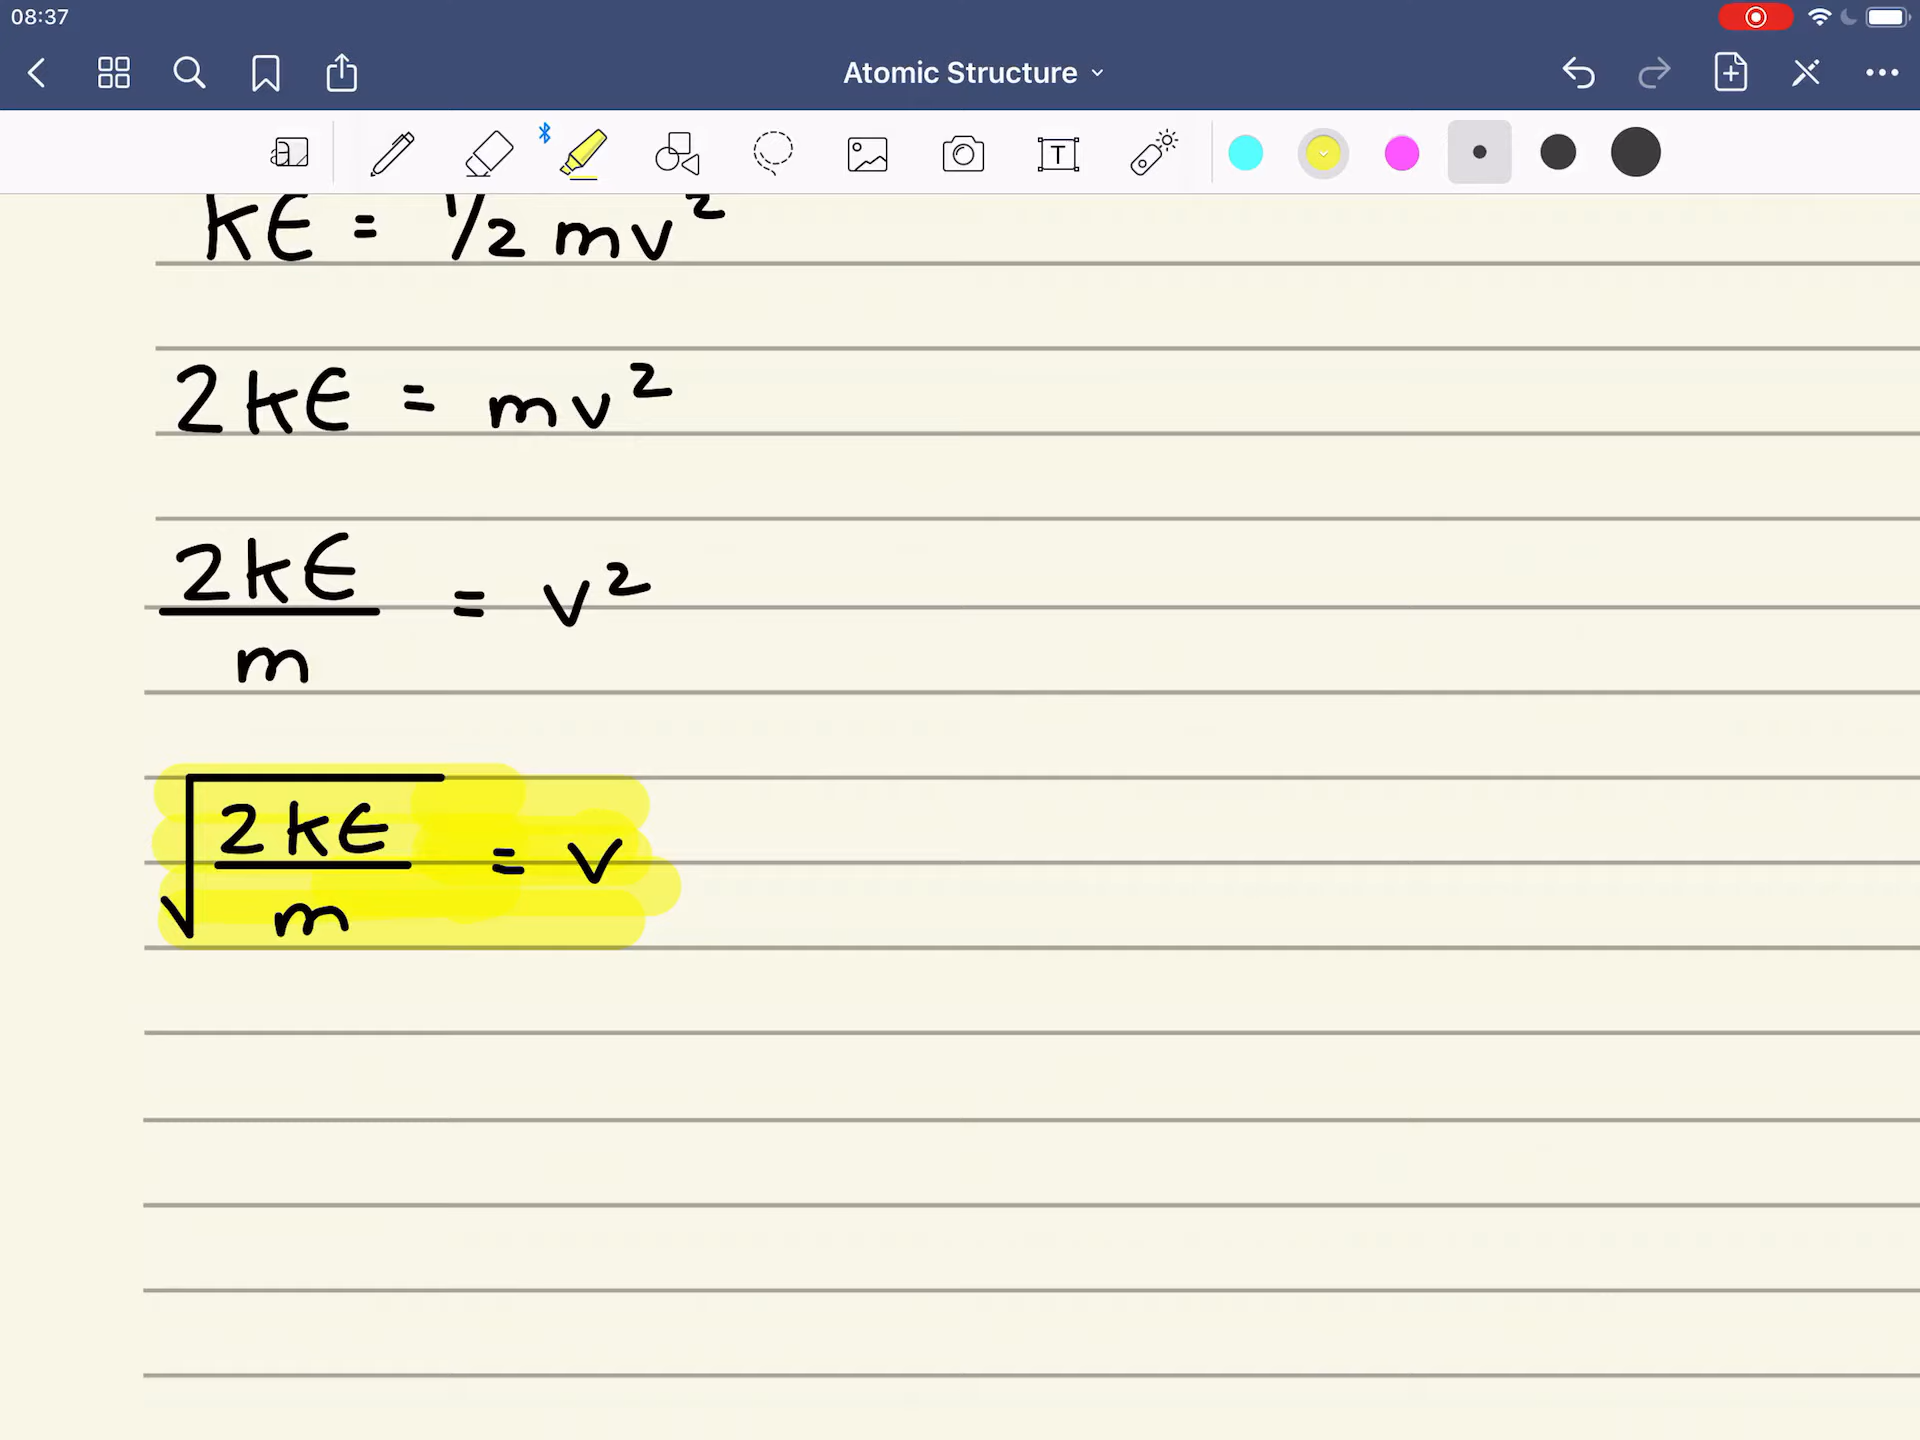 08:37
Atomic Structure
a
T
KE = 1/2 mv²
2KE = mv²
2KE/m = v²
√2KE/m = v